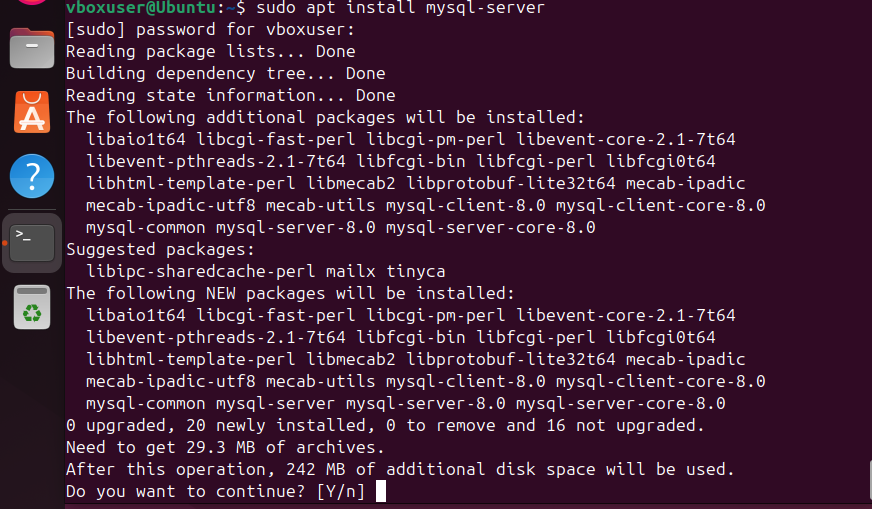 vboxuser@Ubuntu:~$ sudo apt install mysql-server
[sudo] password for vboxuser:
Reading package lists... Done
Building dependency tree... Done
Reading state information... Done
The following additional packages will be installed:
  libaio1t64 libcgi-fast-perl libcgi-pm-perl libevent-core-2.1-7t64
  libevent-pthreads-2.1-7t64 libfcgi-bin libfcgi-perl libfcgi0t64
  libhtml-template-perl libmecab2 libprotobuf-lite32t64 mecab-ipadic
  mecab-ipadic-utf8 mecab-utils mysql-client-8.0 mysql-client-core-8.0
  mysql-common mysql-server-8.0 mysql-server-core-8.0
Suggested packages:
  libipc-sharedcache-perl mailx tinyca
The following NEW packages will be installed:
  libaio1t64 libcgi-fast-perl libcgi-pm-perl libevent-core-2.1-7t64
  libevent-pthreads-2.1-7t64 libfcgi-bin libfcgi-perl libfcgi0t64
  libhtml-template-perl libmecab2 libprotobuf-lite32t64 mecab-ipadic
  mecab-ipadic-utf8 mecab-utils mysql-client-8.0 mysql-client-core-8.0
  mysql-common mysql-server mysql-server-8.0 mysql-server-core-8.0
0 upgraded, 20 newly installed, 0 to remove and 16 not upgraded.
Need to get 29.3 MB of archives.
After this operation, 242 MB of additional disk space will be used.
Do you want to continue? [Y/n]